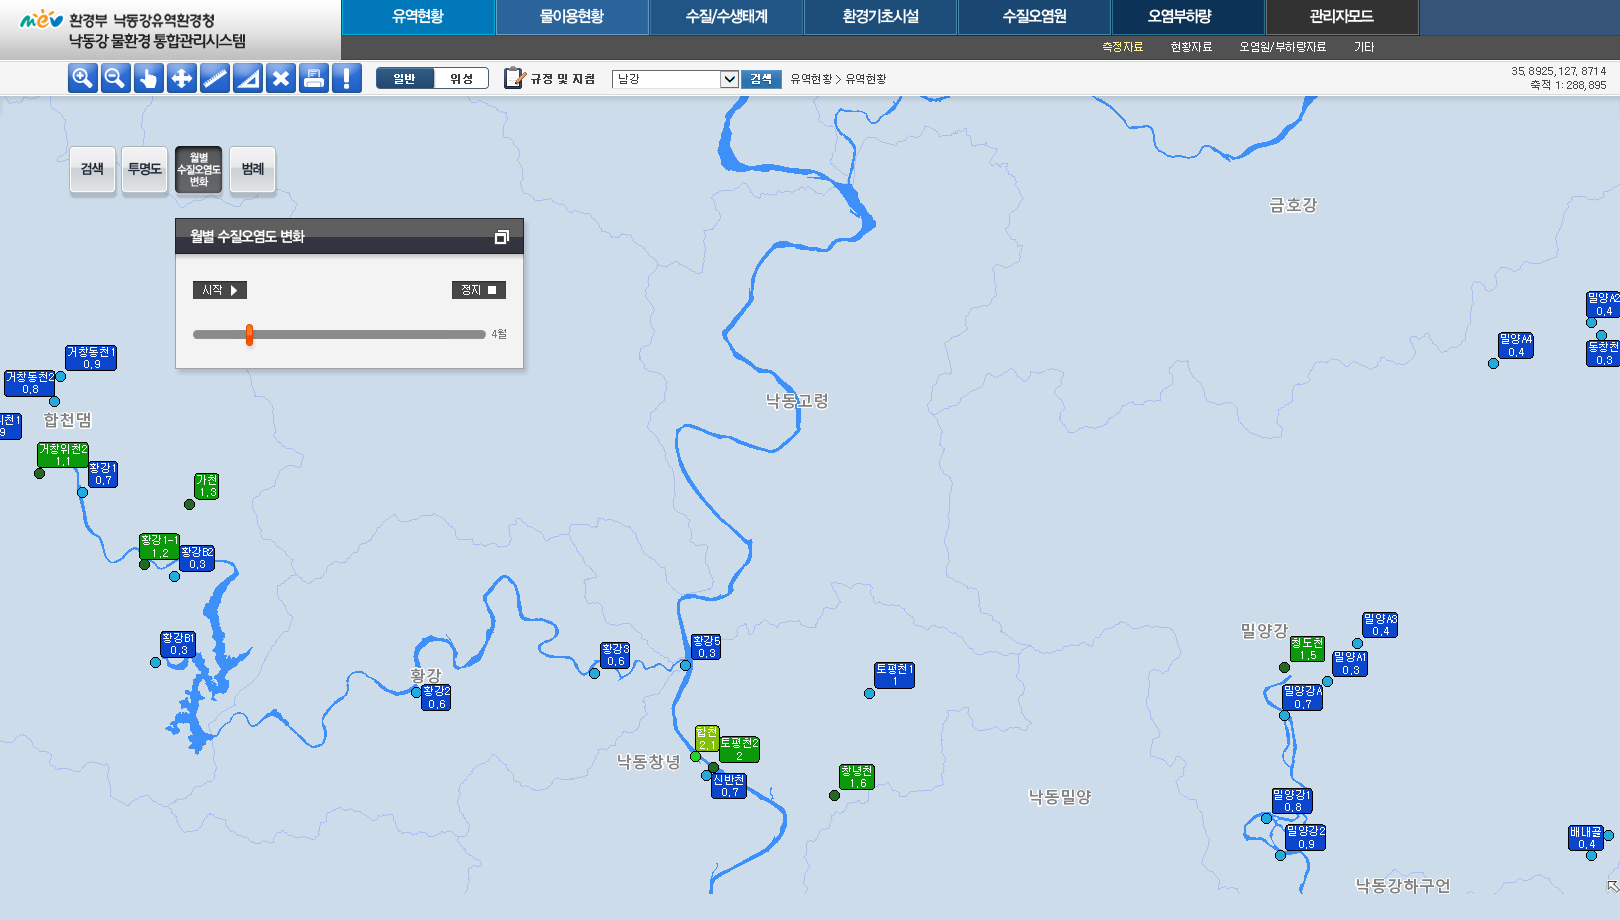 mev 환경부 낙동강유역환경청
낙동강 물환경 통합관리시스템
유역현황 물이용현황 수질/수생태계 환경기초시설 수질오염원 오염부하량 관리자모드
측정자료 현황자료 오염원/부하량자료 기타
일반 위성 규정 및 지침 남강 검색 유역현황 > 유역현황
35,8925,127,8714
축척 1:288,895
검색
투명도
월별
수질오염도
변화
범례
월별 수질오염도 변화
시작
정지
4월
금호강
밀양A2
0.4
밀양A4
0.4
동창천
0.3
거창동천1
0.9
거창동천2
0.8
합천댐
천1
9
거창위천2
1.1
황강1
0.7
가천
1.3
낙동고령
황강1-1
1.2
황강B2
0.3
황강B1
0.3
황강3
0.6
황강5
0.3
황강
황강2
0.6
토평천1
1
밀양강
청도천
1.5
밀양A3
0.4
밀양A1
0.3
밀양강A
0.7
합천
2.1
토평천2
2
낙동창녕
신반천
0.7
창녕천
1.6
낙동밀양
밀양강1
0.8
밀양강2
0.9
배내골
0.4
낙동강하구언